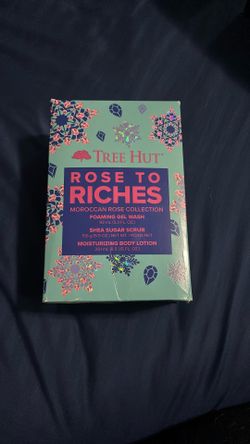 TREE HUT
ROSE TO
RICHES
MOROCCAN ROSE COLLECTION
FOAMING GEL WASH
SHEA SUGAR SCRUB
MOISTURIZING BODY LOTION